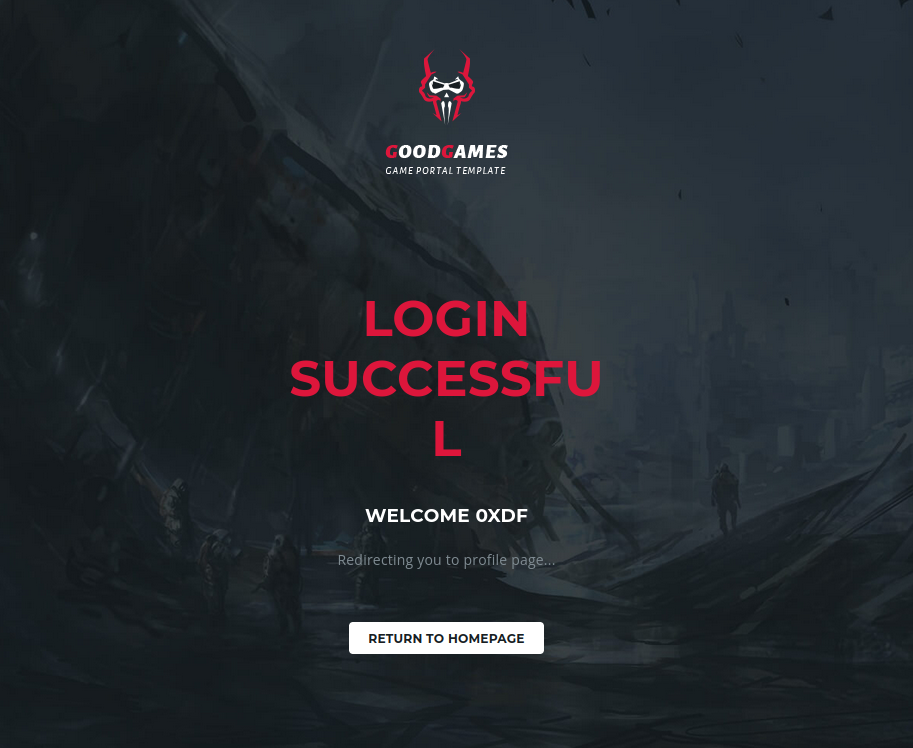 GOODGAMES
GAME PORTAL TEMPLATE
LOGIN
SUCCESSFU
L
WELCOME 0XDF
Redirecting you to profile page...
RETURN TO HOMEPAGE